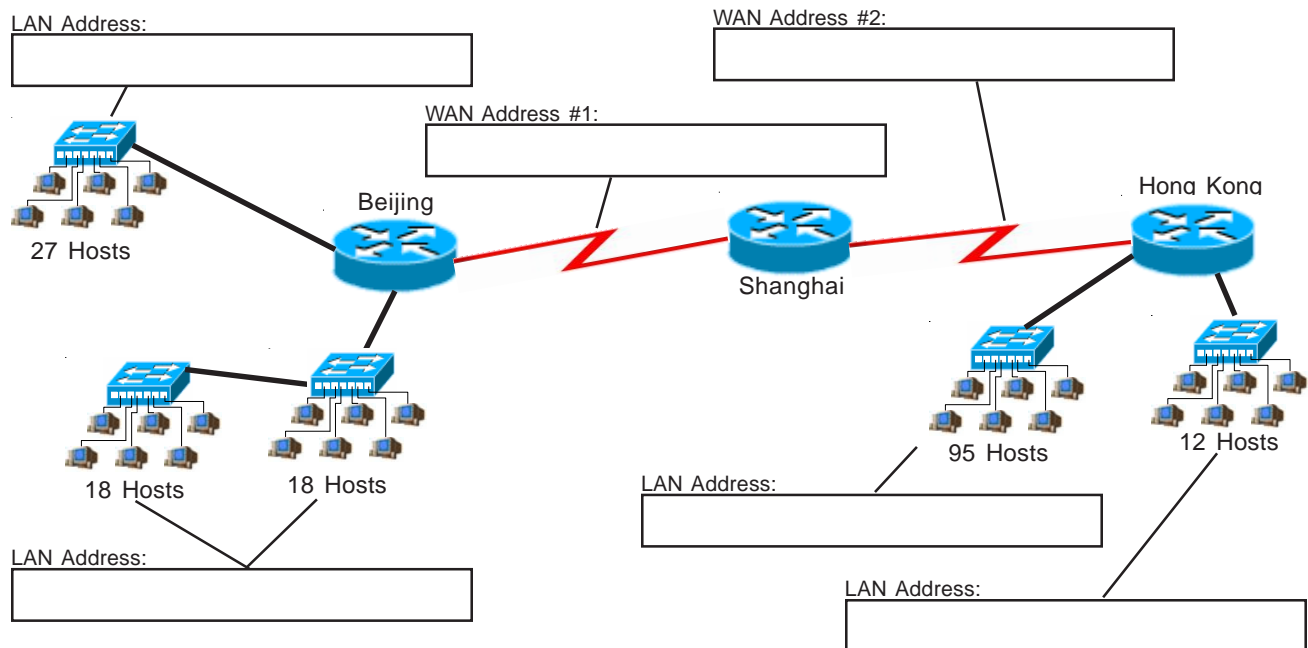 LAN Address:
WAN Address #2:
WAN Address #1:
Beijing
Hong Kong
27 Hosts
Shanghai
18 Hosts
18 Hosts
95 Hosts
12 Hosts
LAN Address:
LAN Address:
LAN Address: